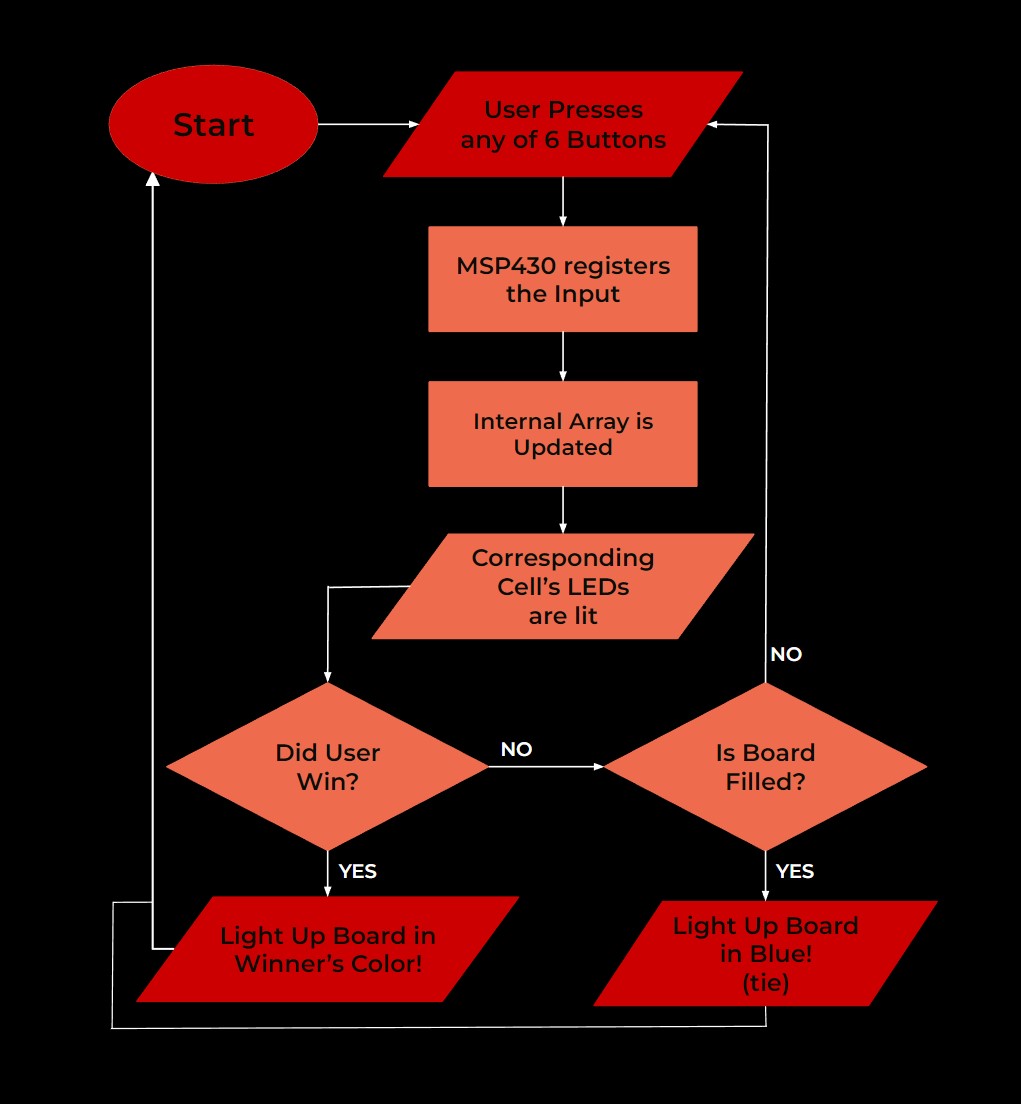 Start
User Presses
any of 6 Buttons
MSP430 registers
the Input
Internal Array is
Updated
Corresponding
Cell’s LEDs
are lit
NO
Did User
Win?
NO
Is Board
Filled?
YES
YES
Light Up Board in
Winner’s Color!
Light Up Board
in Blue!
(tie)